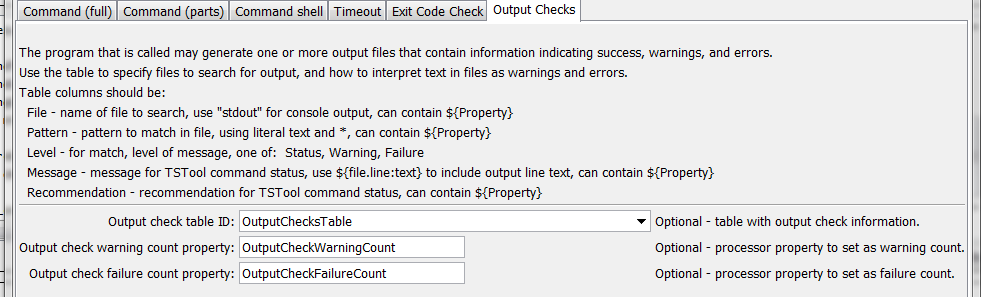 Command (full) Command (parts) Command shell Timeout Exit Code Check Output Checks
The program that is called may generate one or more output files that contain information indicating success, warnings, and errors.
Use the table to specify files to search for output, and how to interpret text in files as warnings and errors.
Table columns should be:
File - name of file to search, use "stdout" for console output, can contain ${Property}
Pattern - pattern to match in file, using literal text and *, can contain ${Property}
Level - for match, level of message, one of:  Status, Warning, Failure
Message - message for TSTool command status, use ${file.line:text} to include output line text, can contain ${Property}
Recommendation - recommendation for TSTool command status, can contain ${Property}
Output check table ID: OutputChecksTable Optional - table with output check information.
Output check warning count property: OutputCheckWarningCount Optional - processor property to set as warning count.
Output check failure count property: OutputCheckFailureCount Optional - processor property to set as failure count.